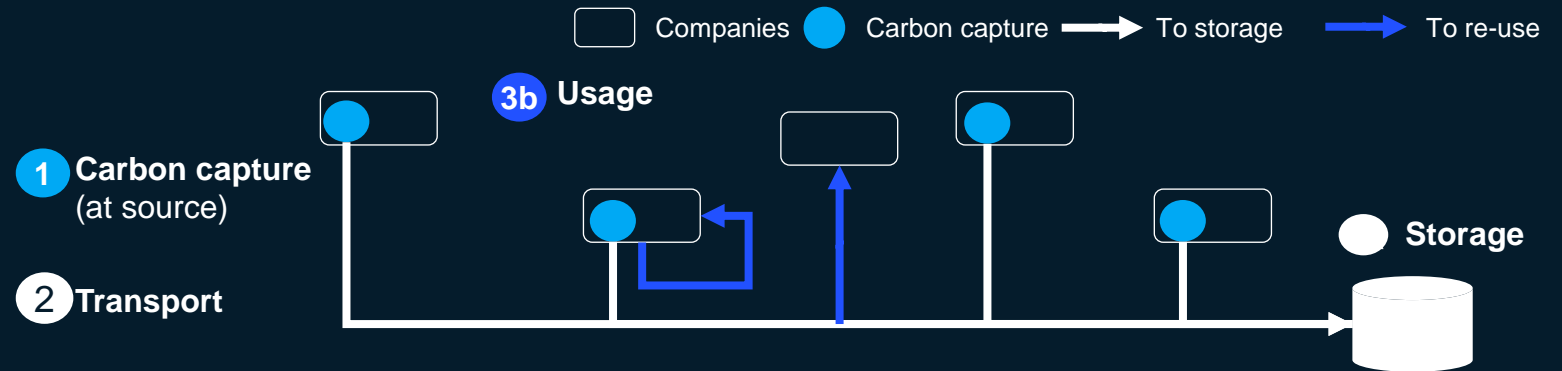 Companies
Carbon capture
To storage
To re-use
3b Usage
1 Carbon capture
(at source)
Storage
2 Transport